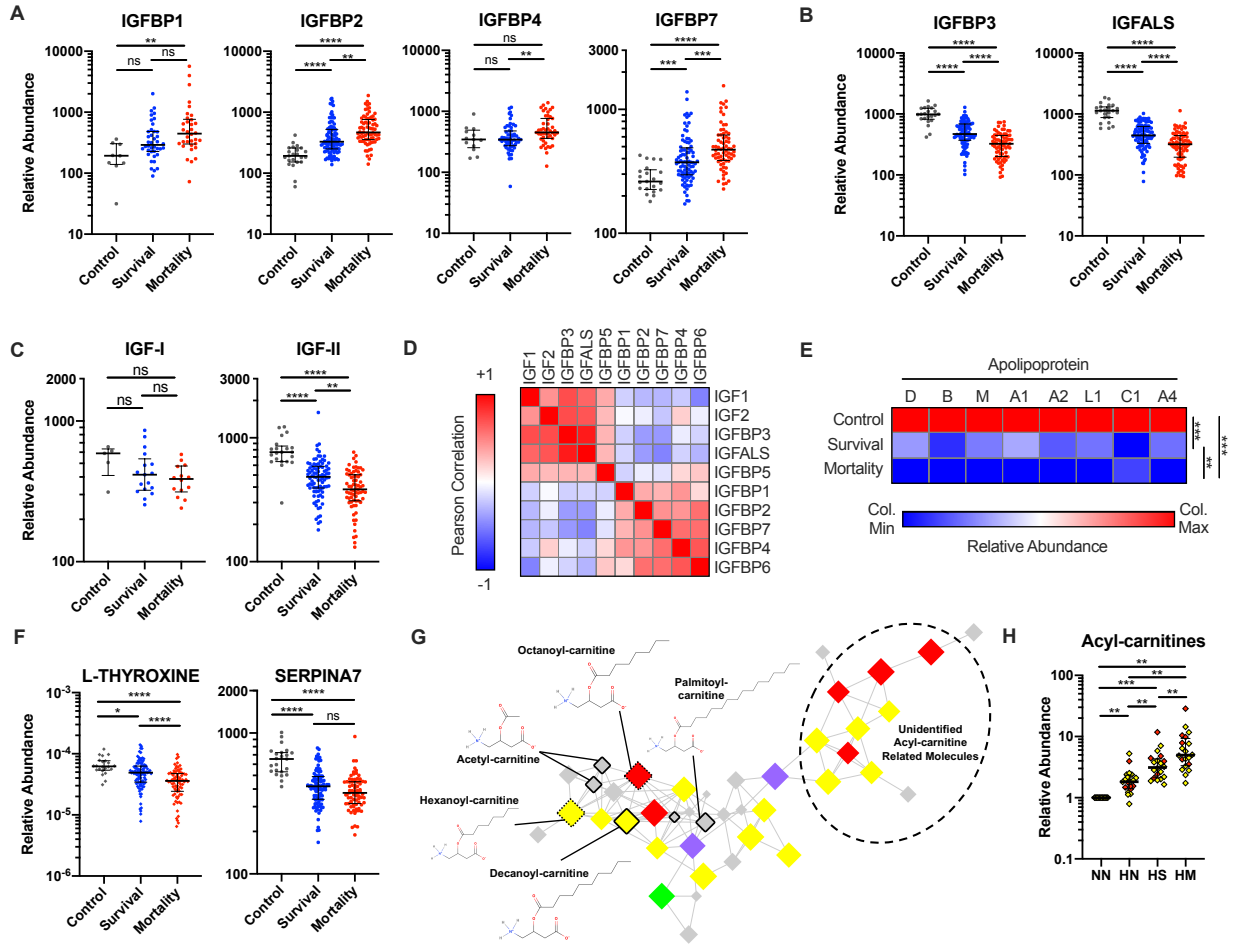 A
IGFBP1
IGFBP2
IGFBP4
IGFBP7
Relative Abundance
10000
1000
100
10
**
ns
ns
Control
Survival
Mortality
10000
1000
100
10
****
****
**
Control
Survival
Mortality
10000
1000
100
10
ns
ns
**
Control
Survival
Mortality
3000
1000
100
****
***
***
Control
Survival
Mortality
B
IGFBP3
IGFALS
Relative Abundance
10000
1000
100
10
****
****
****
Control
Survival
Mortality
10000
1000
100
10
****
****
****
Control
Survival
Mortality
C
IGF-I
IGF-II
Relative Abundance
2000
1000
100
ns
ns
ns
Control
Survival
Mortality
3000
1000
100
****
****
**
Control
Survival
Mortality
D
+1
Pearson Correlation
-1
IGF1
IGF2
IGFBP3
IGFALS
IGFBP5
IGFBP1
IGFBP2
IGFBP7
IGFBP4
IGFBP6
IGF1
IGF2
IGFBP3
IGFALS
IGFBP5
IGFBP1
IGFBP2
IGFBP7
IGFBP4
IGFBP6
E
Apolipoprotein
D B M A1 A2 L1 C1 A4
Control
Survival
Mortality
***
**
***
Col. Min
Col. Max
Relative Abundance
F
L-THYROXINE
SERPINA7
Relative Abundance
10-3
10-4
10-5
10-6
****
*
****
Control
Survival
Mortality
2000
1000
100
****
****
ns
Control
Survival
Mortality
G
Octanoyl-carnitine
Palmitoyl-
carnitine
Acetyl-carnitine
Hexanoyl-carnitine
Decanoyl-carnitine
Unidentified
Acyl-carnitine
Related Molecules
H
Acyl-carnitines
Relative Abundance
100
10
1
0.1
**
**
***
**
**
**
NN HN HS HM